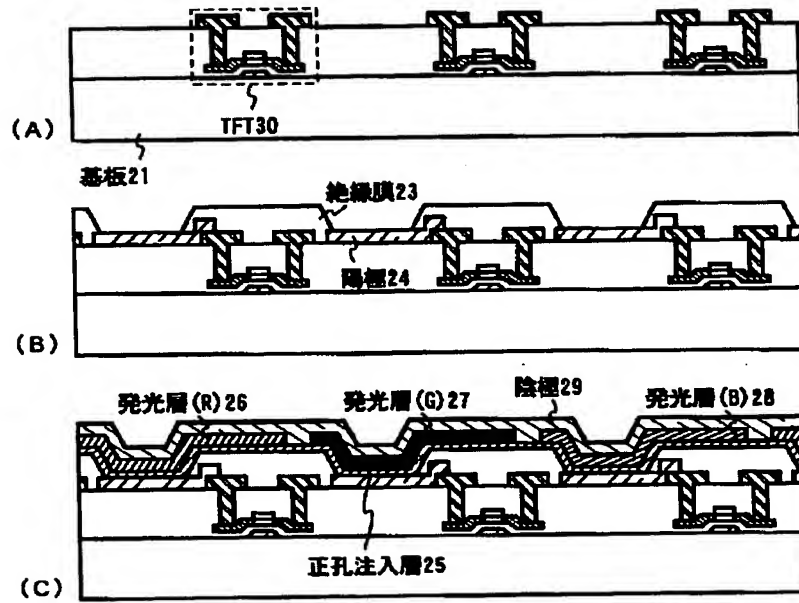 TFT30
(A)
基板21
絶縁膜23
陽極24
(B)
発光層(R)26
発光層(G)27
陰極29
発光層(B)28
正孔注入層25
(C)